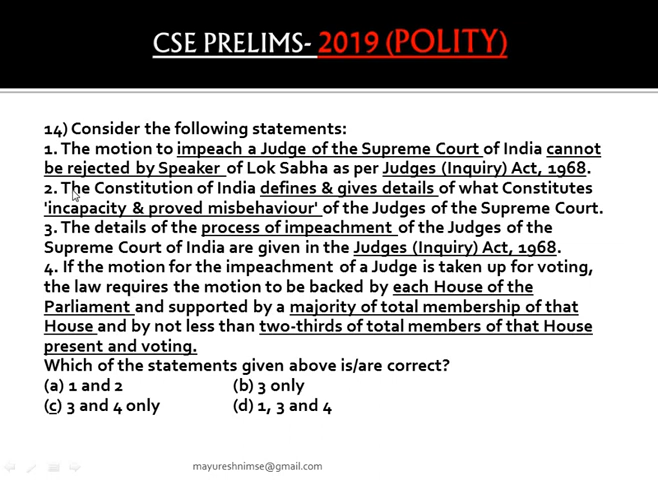 CSE PRELIMS- 2019 (POLITY)
14) Consider the following statements:
1. The motion to impeach a Judge of the Supreme Court of India cannot
be rejected by Speaker of Lok Sabha as per Judges (Inquiry) Act, 1968.
2. The Constitution of India defines & gives details of what Constitutes
'incapacity & proved misbehaviour' of the Judges of the Supreme Court.
3. The details of the process of impeachment of the Judges of the
Supreme Court of India are given in the Judges (Inquiry) Act, 1968.
4. If the motion for the impeachment of a Judge is taken up for voting,
the law requires the motion to be backed by each House of the
Parliament and supported by a majority of total membership of that
House and by not less than two-thirds of total members of that House
present and voting.
Which of the statements given above is/are correct?
(a) 1 and 2 (b) 3 only
(c) 3 and 4 only (d) 1, 3 and 4
mayureshnimse@gmail.com